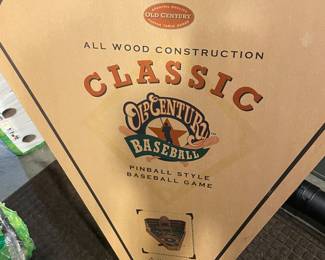 OLD CENTURY
ALL WOOD CONSTRUCTION
CLASSIC
OLD CENTURY
BASEBALL
PINBALL STYLE
BASEBALL GAME